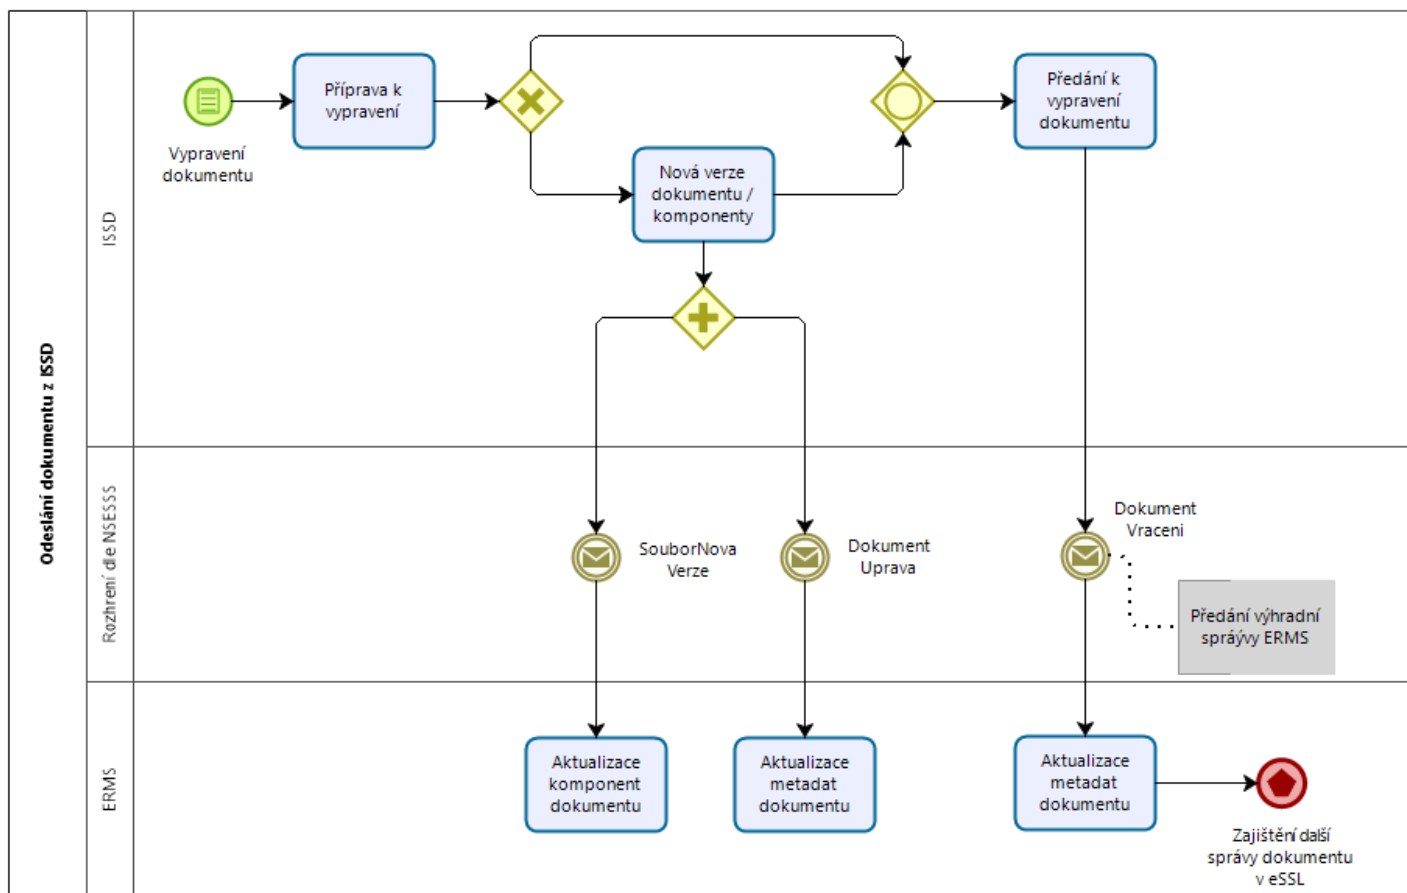 Odeslání dokumentu z ISSD
ISSD
Vypravení
dokumentu
Příprava k
vypravení
Nová verze
dokumentu /
komponenty
Předání k
vypravení
dokumentu
Rozhrení dle NSESSS
SouborNova
Verze
Dokument
Uprava
Dokument
Vraceni
Předání výhradní
spráývy ERMS
ERMS
Aktualizace
komponent
dokumentu
Aktualizace
metadat
dokumentu
Aktualizace
metadat
dokumentu
Zajištění další
správy dokumentu
v eSSL